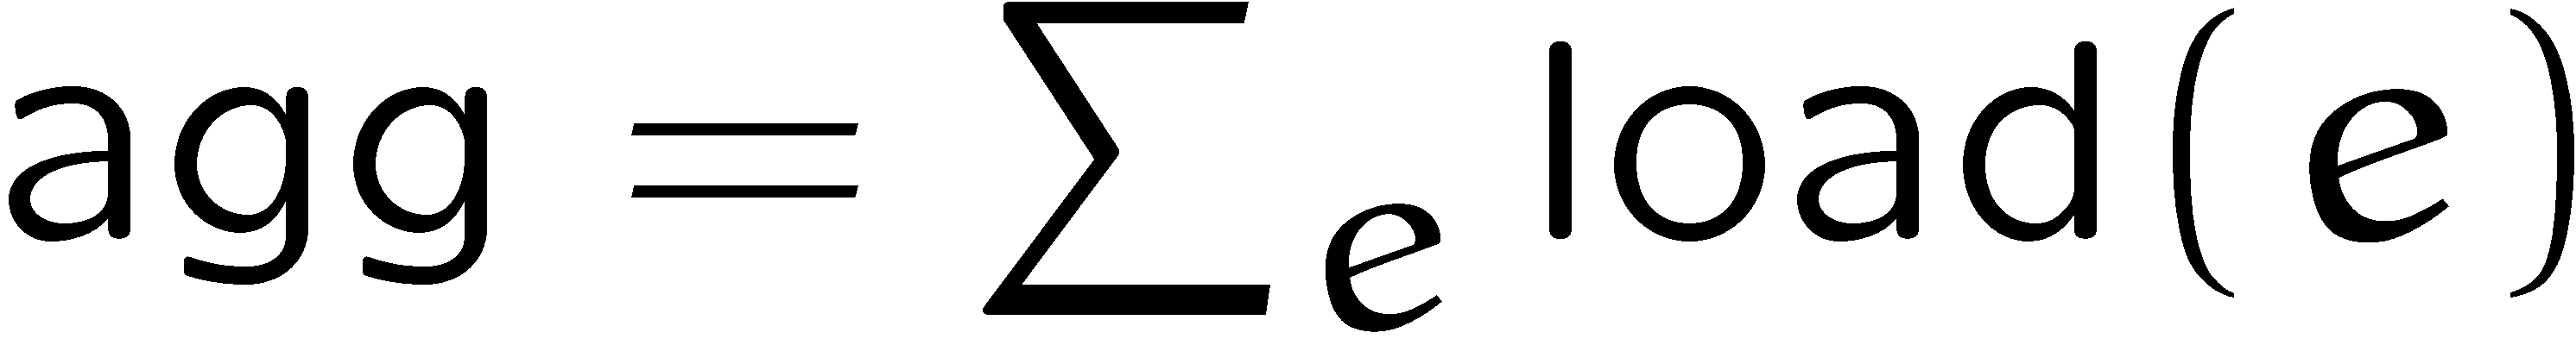 agg = ∑e load(e)